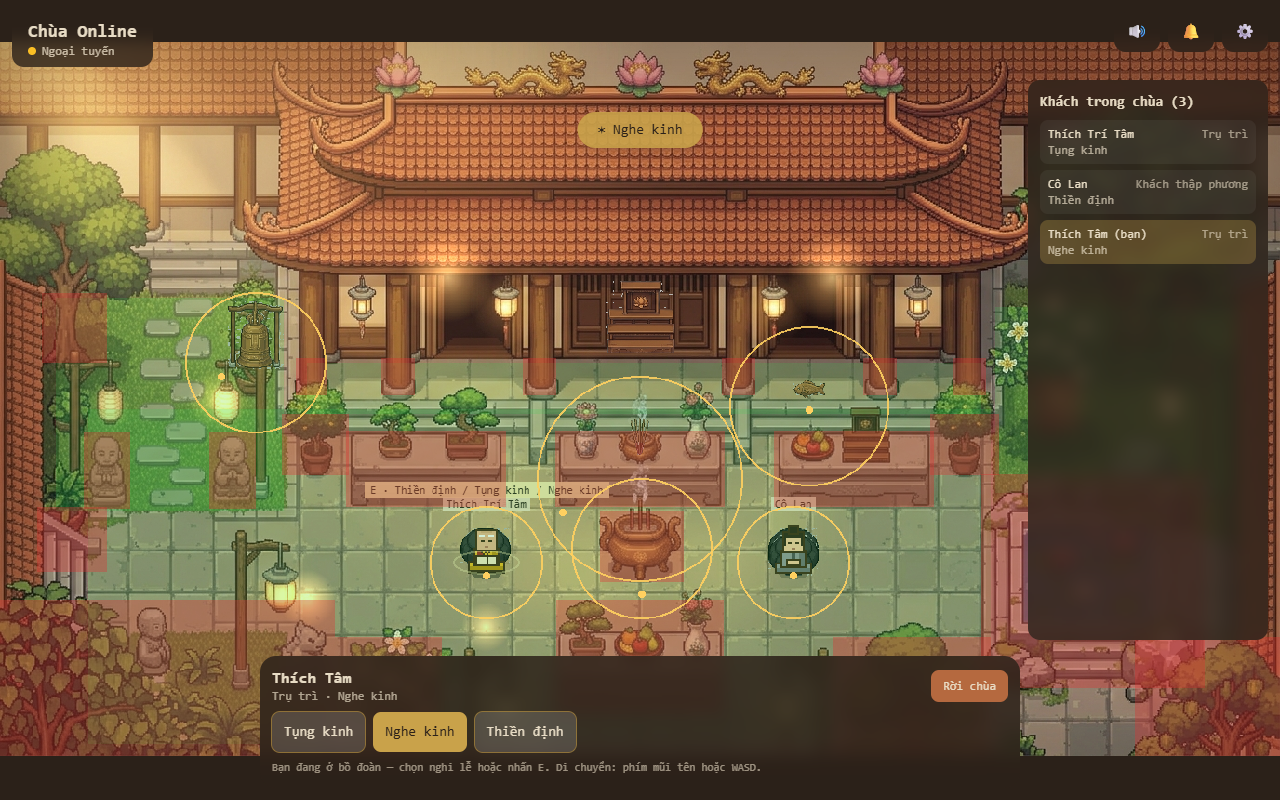 Chùa Online
Ngoại tuyến
✶ Nghe kinh
Khách trong chùa (3)
Thích Trí Tâm Trụ trì
Tụng kinh
Cô Lan Khách thập phương
Thiền định
Thích Tâm (bạn) Trụ trì
Nghe kinh
E · Thiền định / Tụng kinh / Nghe kinh
Thích Trí Tâm
Cô Lan
Thích Tâm
Trụ trì · Nghe kinh
Rời chùa
Tụng kinh Nghe kinh Thiền định
Bạn đang ở bồ đoàn — chọn nghi lễ hoặc nhấn E. Di chuyển: phím mũi tên hoặc WASD.